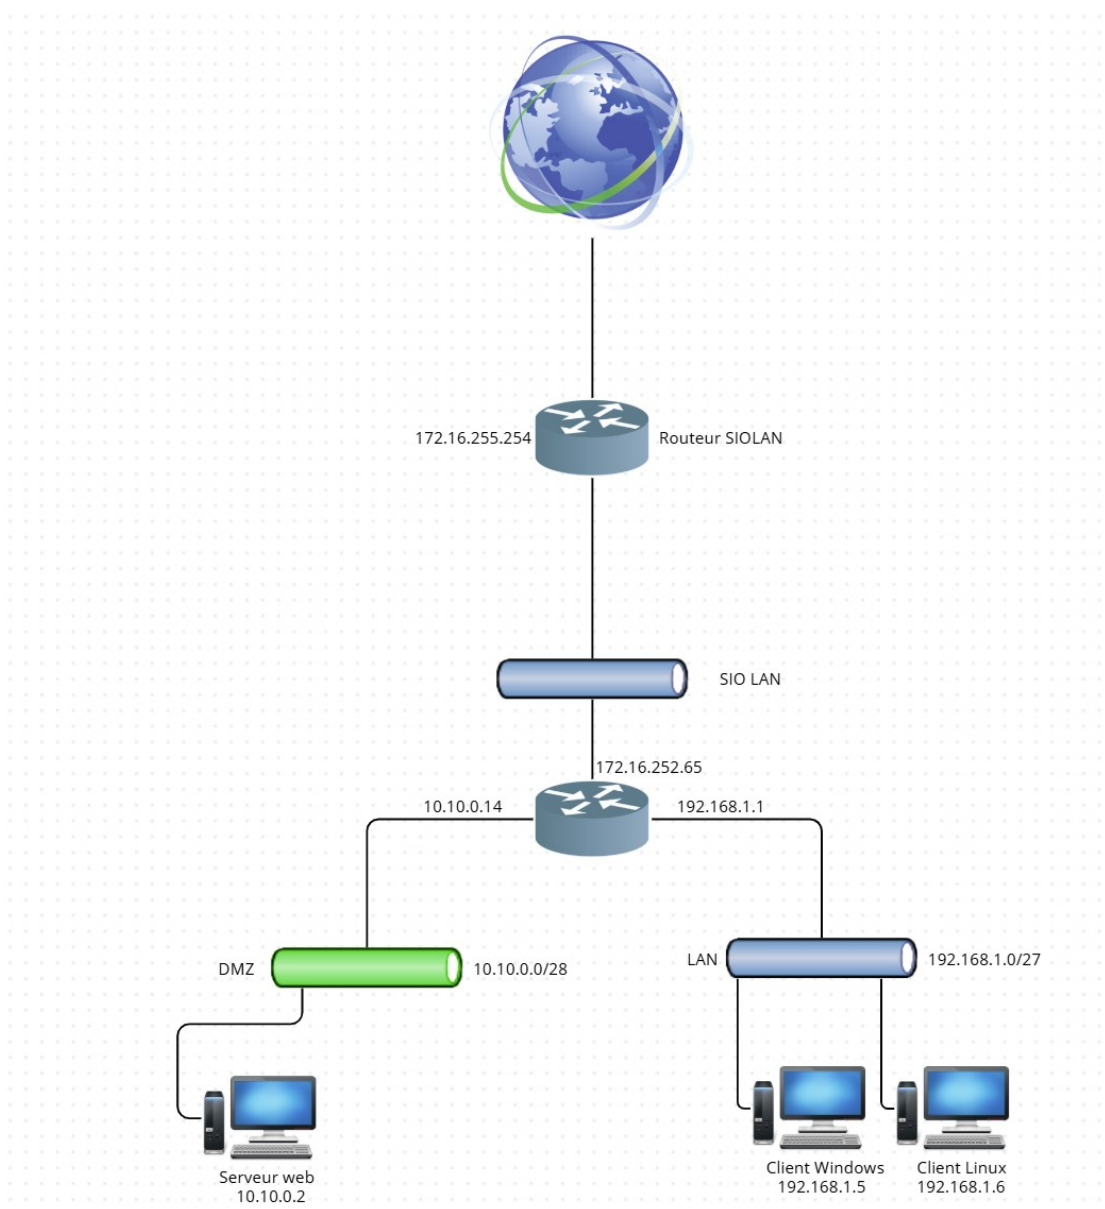 172.16.255.254
Routeur SIOLAN
SIO LAN
172.16.252.65
10.10.0.14
192.168.1.1
DMZ
10.10.0.0/28
LAN
192.168.1.0/27
Serveur web
10.10.0.2
Client Windows
192.168.1.5
Client Linux
192.168.1.6